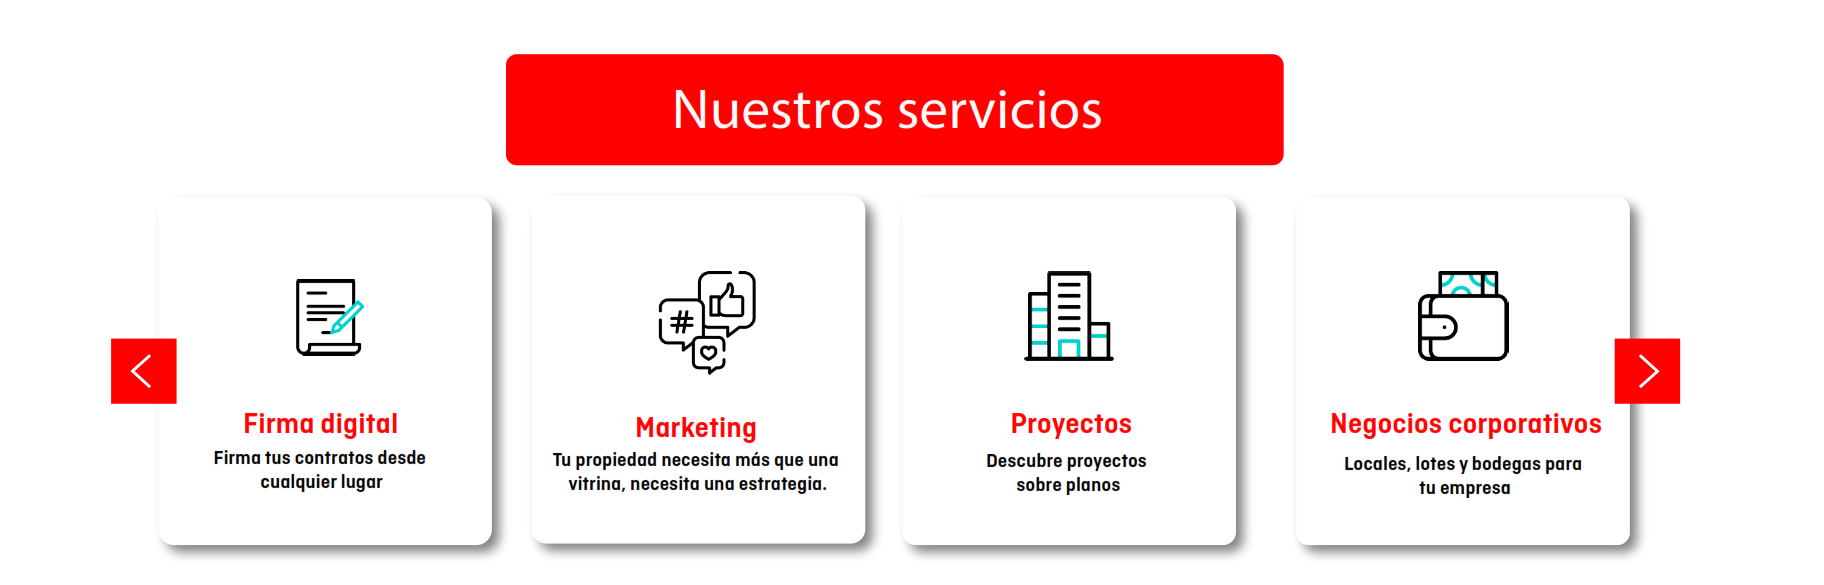 Nuestros servicios
Firma digital
Firma tus contratos desde
cualquier lugar
Marketing
Tu propiedad necesita más que una
vitrina, necesita una estrategia.
Proyectos
Descubre proyectos
sobre planos
Negocios corporativos
Locales, lotes y bodegas para
tu empresa